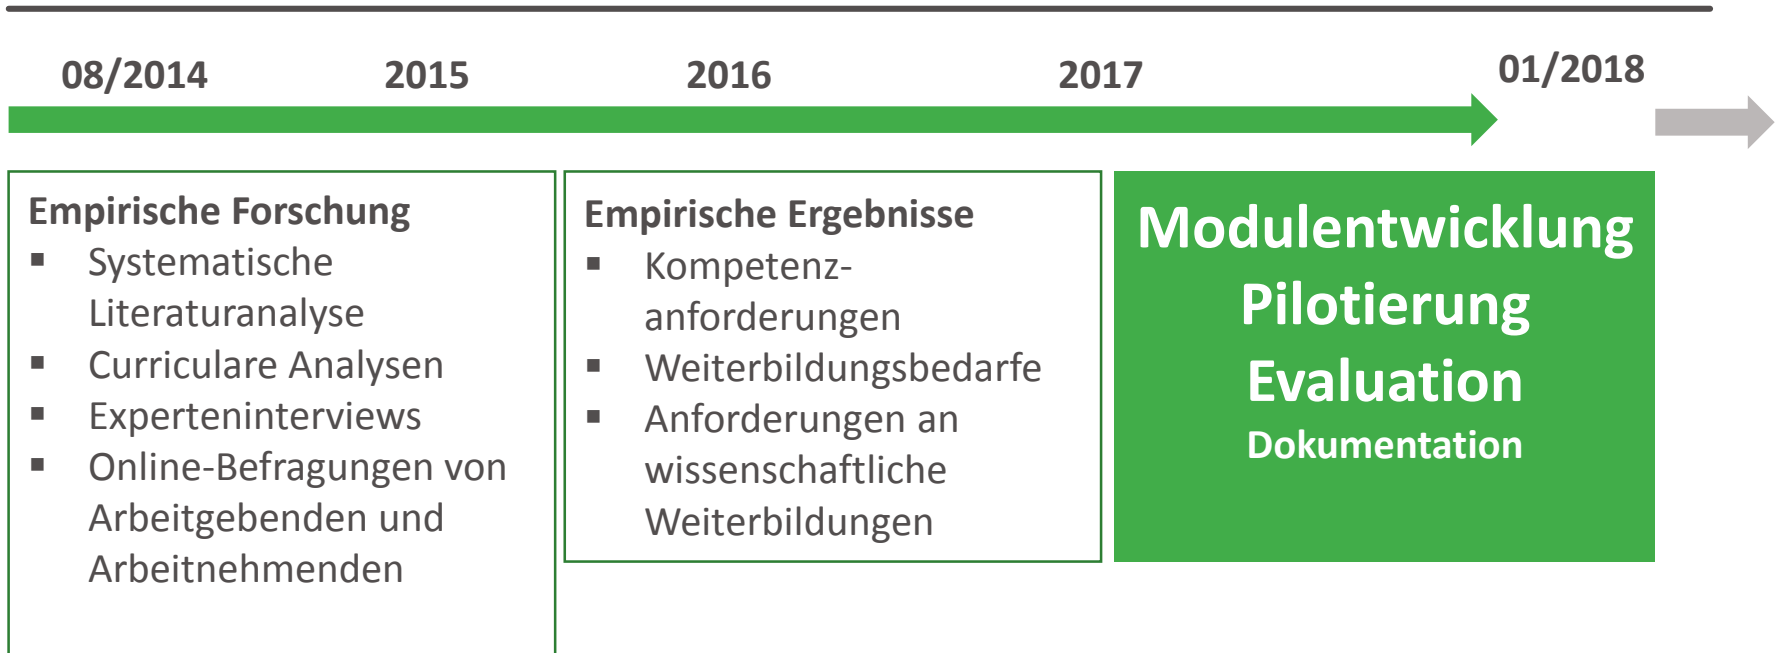 08/2014 2015 2016 2017 01/2018
Empirische Forschung
▪ Systematische
Literaturanalyse
▪ Curriculare Analysen
▪ Experteninterviews
▪ Online-Befragungen von
Arbeitgebenden und
Arbeitnehmenden
Empirische Ergebnisse
▪ Kompetenz-
anforderungen
▪ Weiterbildungsbedarfe
▪ Anforderungen an
wissenschaftliche
Weiterbildungen
Modulentwicklung
Pilotierung
Evaluation
Dokumentation